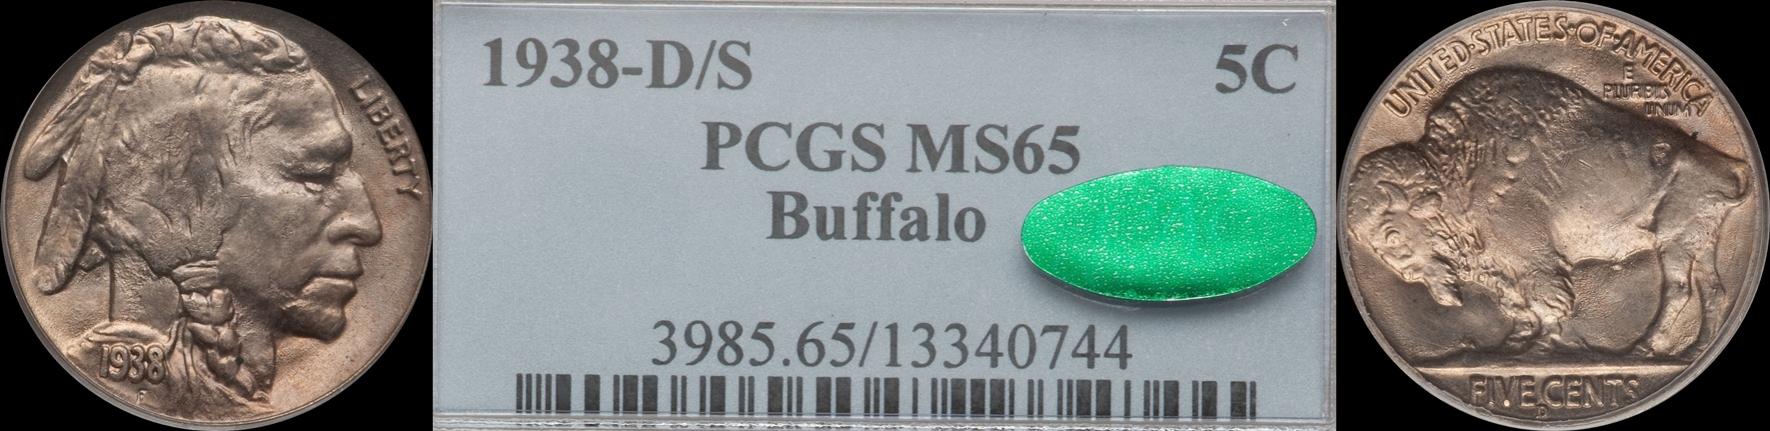 LIBERTY
1938
F
1938-D/S 5C
PCGS MS65
Buffalo
3985.65/13340744
UNITED·STATES·OF·AMERICA
E
PLURIBUS
UNUM
FIVE CENTS
D